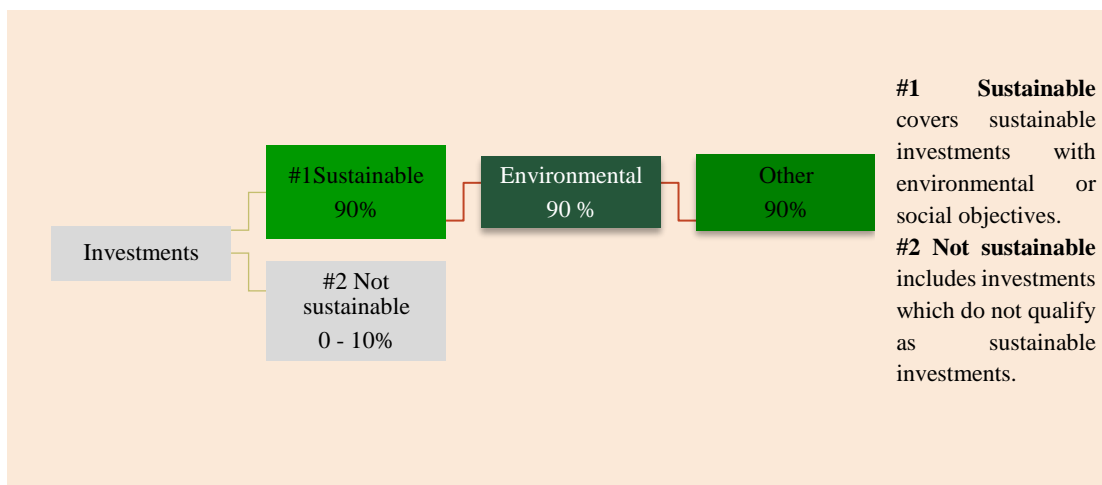 Investments
#1Sustainable
90%
#2 Not
sustainable
0 - 10%
Environmental
90 %
Other
90%
#1 Sustainable
covers sustainable
investments with
environmental or
social objectives.
#2 Not sustainable
includes investments
which do not qualify
as sustainable
investments.